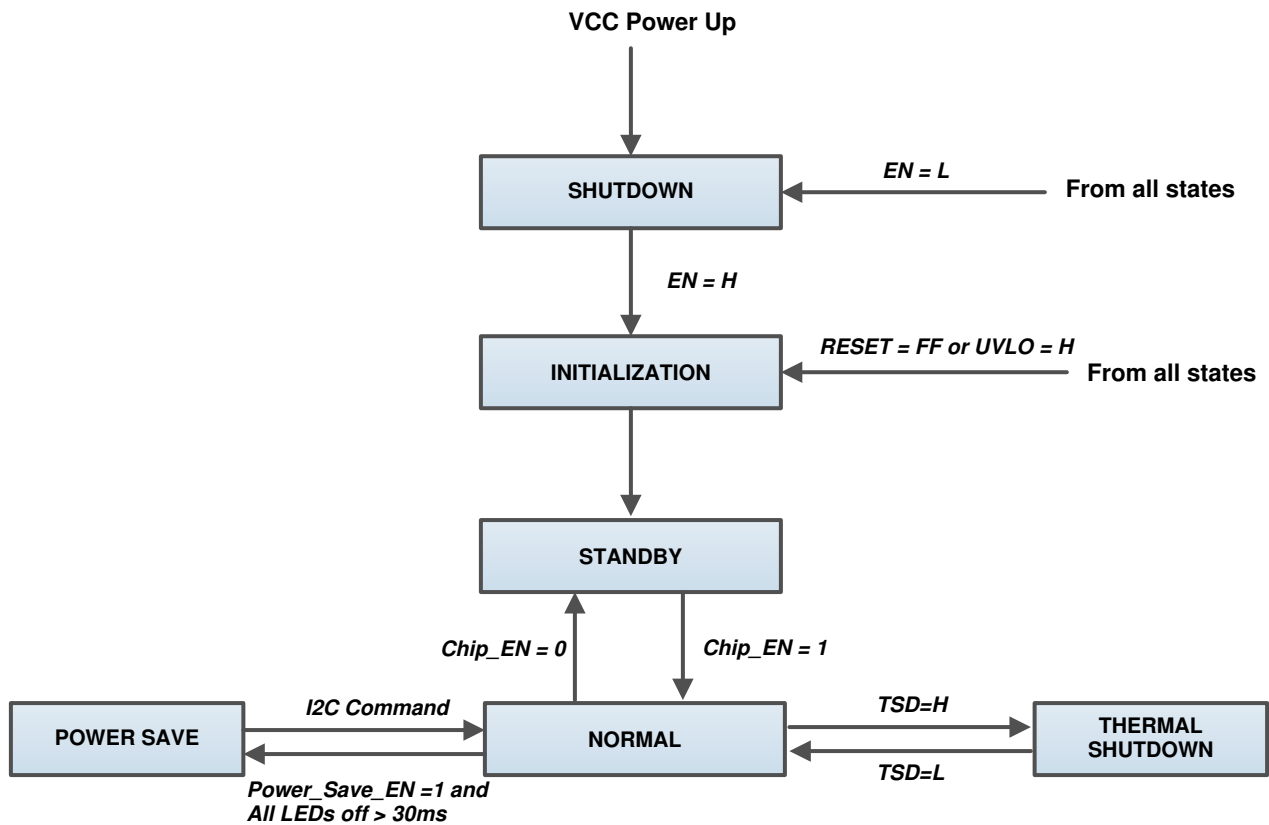 VCC Power Up
SHUTDOWN
EN = L
From all states
EN = H
INITIALIZATION
RESET = FF or UVLO = H
From all states
STANDBY
Chip_EN = 0
Chip_EN = 1
POWER SAVE
I2C Command
NORMAL
TSD=H
THERMAL
SHUTDOWN
TSD=L
Power_Save_EN =1 and
All LEDs off > 30ms